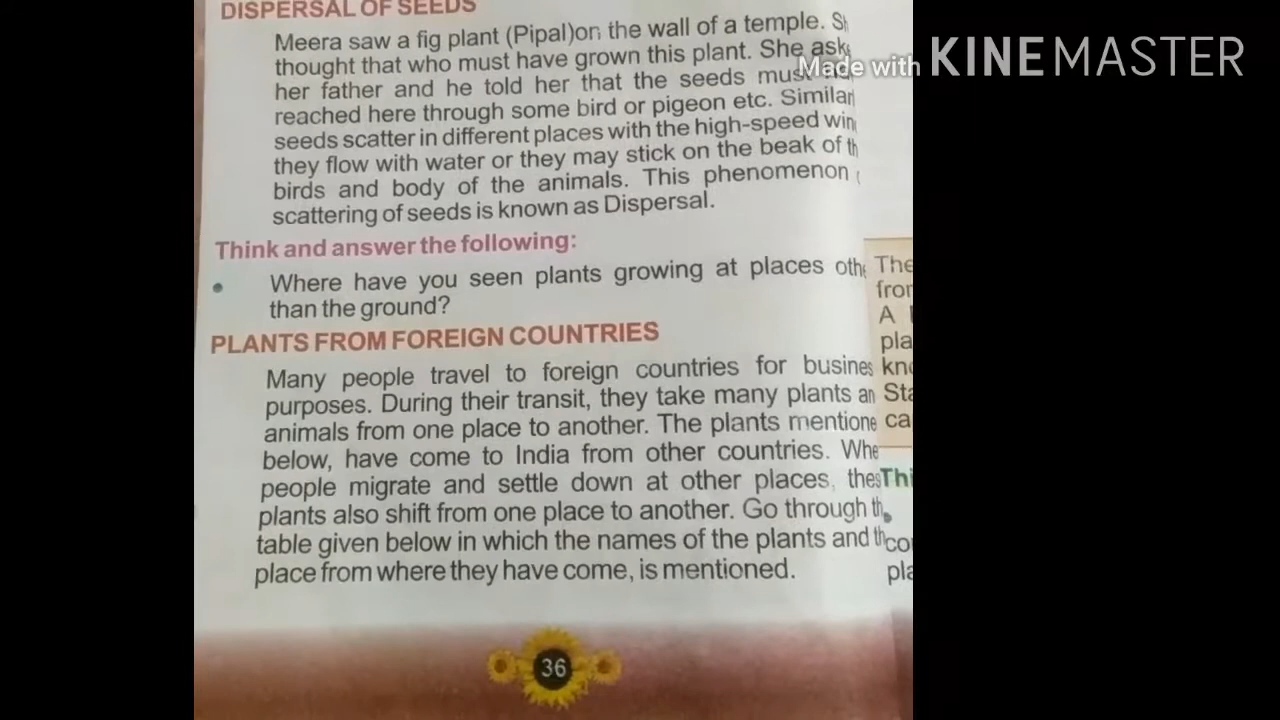 DISPERSAL OF SEEDS
Meera saw a fig plant (Pipal)on the wall of a temple.
thought that who must have grown this plant. She
her father and he told her that the seeds must
reached here through some bird or pigeon etc.
seeds scatter in different places with the high-speed
they flow with water or they may stick on the beak of
birds and body of the animals. This phenomenon
scattering of seeds is known as Dispersal.
Think and answer the following:
• Where have you seen plants growing at places
than the ground?
PLANTS FROM FOREIGN COUNTRIES
Many people travel to foreign countries for
purposes. During their transit, they take many plants
animals from one place to another. The plants
below, have come to India from other countries.
people migrate and settle down at other places,
plants also shift from one place to another. Go through
table given below in which the names of the plants and
place from where they have come, is mentioned.
36
The
A
Made with KINEMASTER